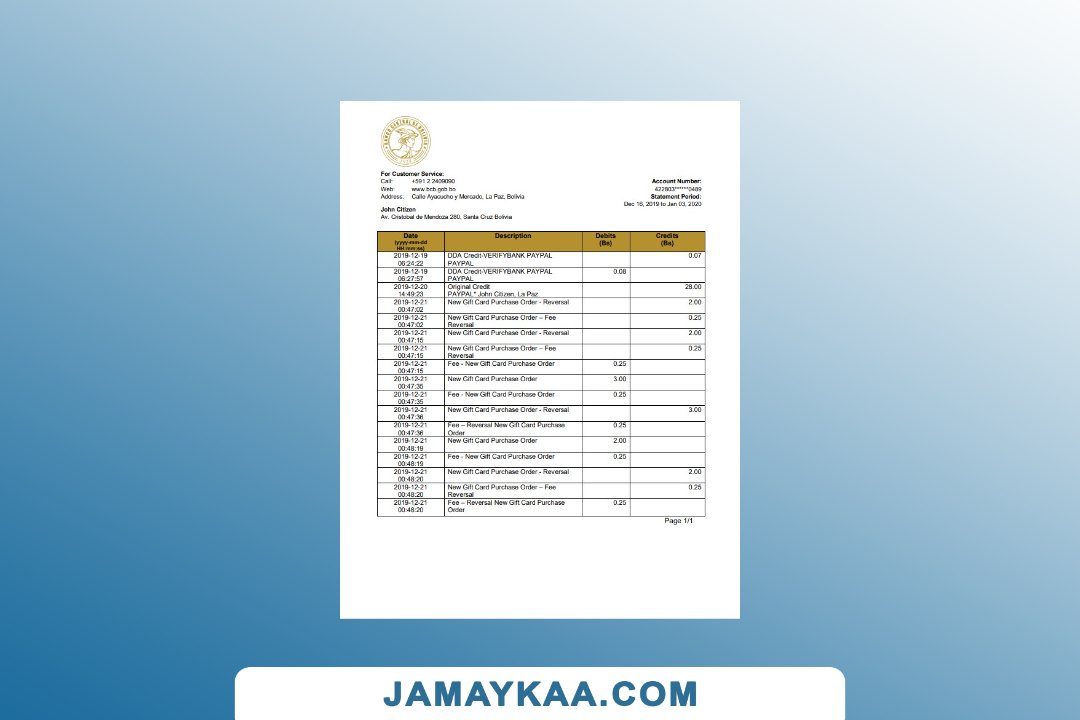 BANCO CENTRAL DE BOLIVIA
For Customer Service:
Call: +591 2 2409090
Web: www.bcb.gob.bo
Address: Calle Ayacucho y Mercado, La Paz, Bolivia
Account Number:
422803******0489
Statement Period:
Dec 16, 2019 to Jan 03, 2020
John Citizen
Av. Cristobal de Mendoza 280, Santa Cruz Bolivia
Date Description Debits Credits
(yyyy-mm-dd (Bs) (Bs)
HH:mm:ss)
2019-12-19 DDA Credit-VERIFYBANK PAYPAL 0.07
06:24:22 PAYPAL
2019-12-19 DDA Credit-VERIFYBANK PAYPAL 0.08
06:27:57 PAYPAL
2019-12-20 Original Credit 28.00
14:49:23 PAYPAL* John Citizen, La Paz
2019-12-21 New Gift Card Purchase Order - Reversal 2.00
00:47:02
2019-12-21 New Gift Card Purchase Order – Fee 0.25
00:47:02 Reversal
2019-12-21 New Gift Card Purchase Order - Reversal 2.00
00:47:15
2019-12-21 New Gift Card Purchase Order – Fee 0.25
00:47:15 Reversal
2019-12-21 Fee - New Gift Card Purchase Order 0.25
00:47:15
2019-12-21 New Gift Card Purchase Order 3.00
00:47:35
2019-12-21 Fee - New Gift Card Purchase Order 0.25
00:47:35
2019-12-21 New Gift Card Purchase Order - Reversal 3.00
00:47:36
2019-12-21 Fee – Reversal New Gift Card Purchase 0.25
00:47:36 Order
2019-12-21 New Gift Card Purchase Order 2.00
00:48:19
2019-12-21 Fee - New Gift Card Purchase Order 0.25
00:48:19
2019-12-21 New Gift Card Purchase Order - Reversal 2.00
00:48:20
2019-12-21 New Gift Card Purchase Order – Fee 0.25
00:48:20 Reversal
2019-12-21 Fee – Reversal New Gift Card Purchase 0.25
00:48:20 Order
Page 1/1
JAMAYKAA.COM